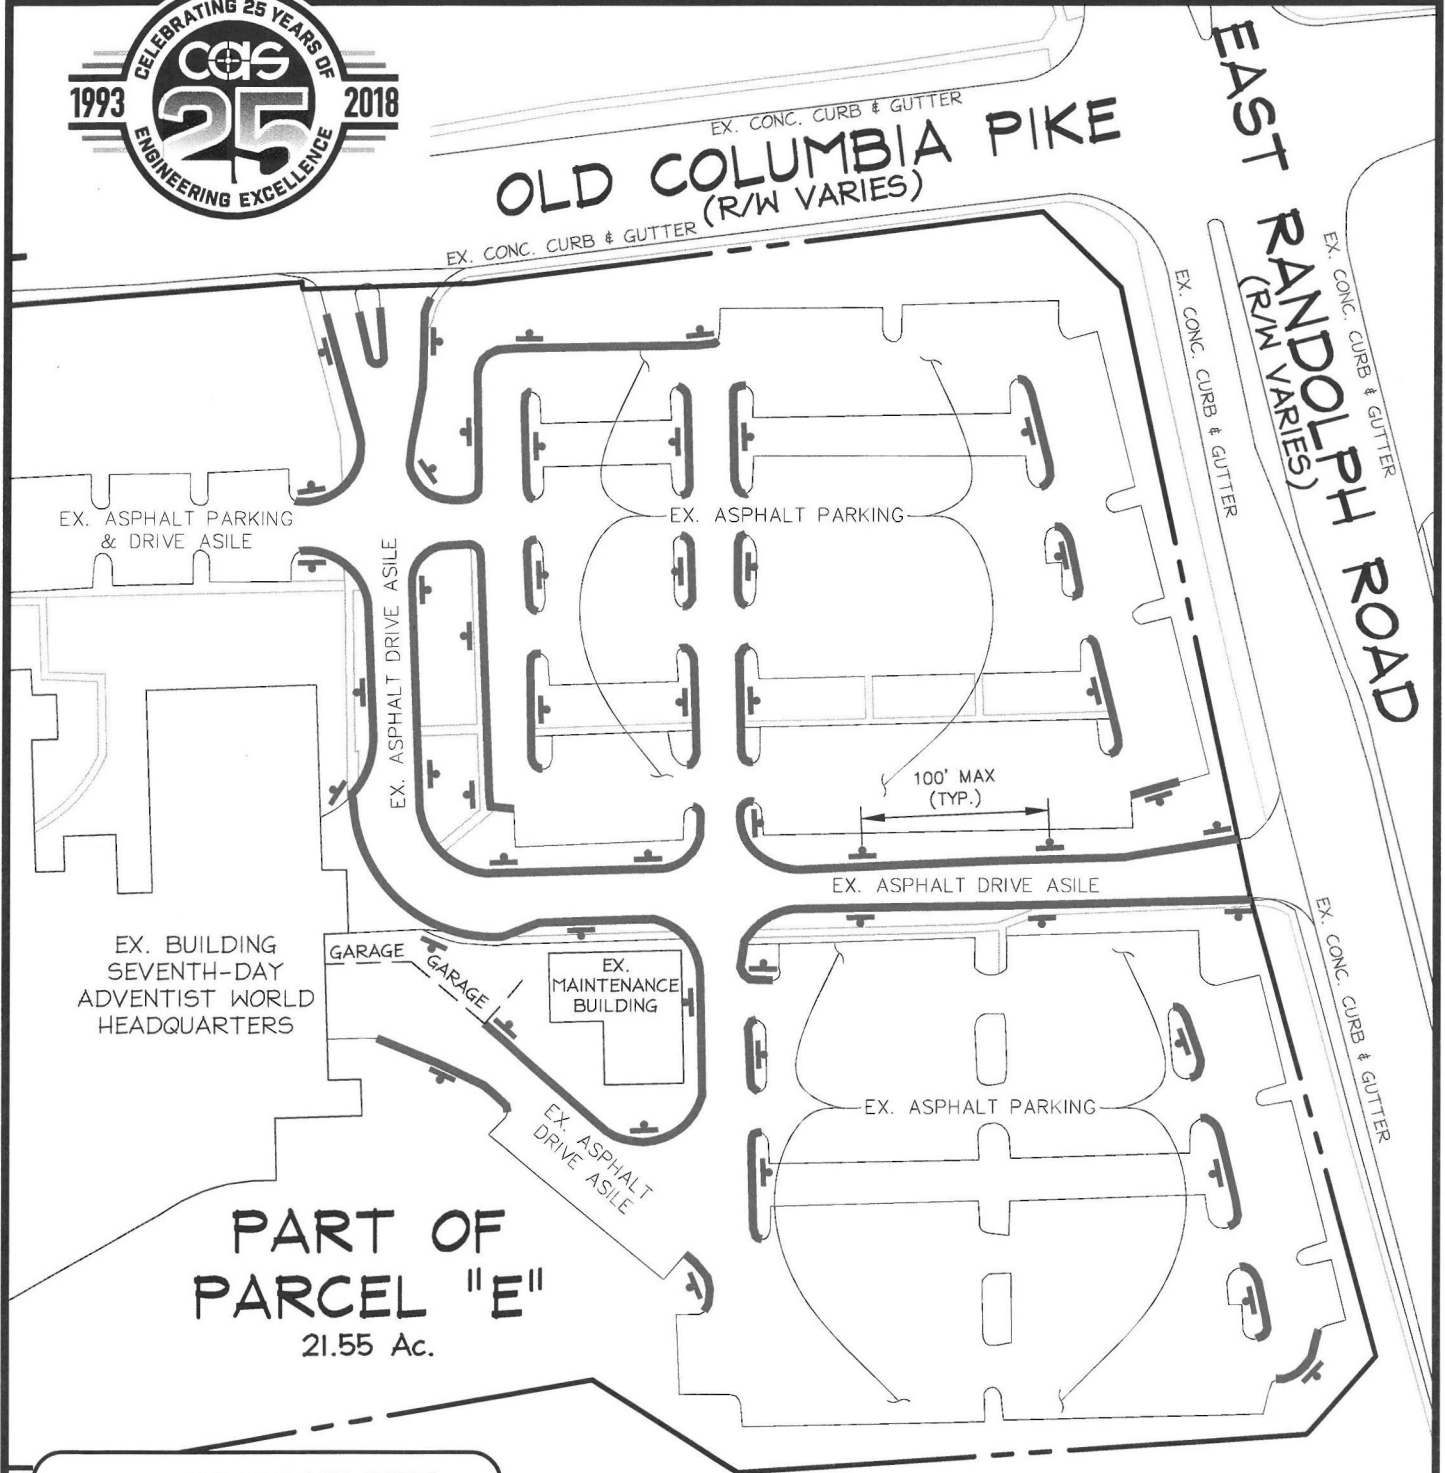 CELEBRATING 25 YEARS OF
cas
1993
25
2018
ENGINEERING EXCELLENCE
EX. CONC. CURB & GUTTER
OLD COLUMBIA PIKE
(R/W VARIES)
EX. CONC. CURB & GUTTER
EAST RANDOLPH ROAD
(R/W VARIES)
EX. CONC. CURB & GUTTER
EX. CONC. CURB & GUTTER
EX. ASPHALT PARKING
& DRIVE ASILE
EX. ASPHALT PARKING
EX. ASPHALT DRIVE ASILE
100' MAX
(TYP.)
EX. ASPHALT DRIVE ASILE
EX. CONC. CURB & GUTTER
EX. BUILDING
SEVENTH-DAY
ADVENTIST WORLD
HEADQUARTERS
GARAGE
GARAGE
EX.
MAINTENANCE
BUILDING
EX. ASPHALT PARKING
EX. ASPHALT
DRIVE ASILE
PART OF
PARCEL "E"
21.55 Ac.